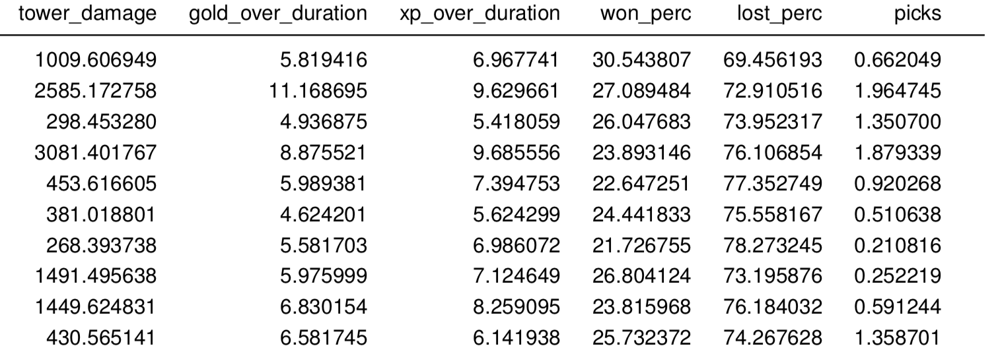 tower_damage gold_over_duration xp_over_duration won_perc lost_perc picks
1009.606949 5.819416 6.967741 30.543807 69.456193 0.662049
2585.172758 11.168695 9.629661 27.089484 72.910516 1.964745
298.453280 4.936875 5.418059 26.047683 73.952317 1.350700
3081.401767 8.875521 9.685556 23.893146 76.106854 1.879339
453.616605 5.989381 7.394753 22.647251 77.352749 0.920268
381.018801 4.624201 5.624299 24.441833 75.558167 0.510638
268.393738 5.581703 6.986072 21.726755 78.273245 0.210816
1491.495638 5.975999 7.124649 26.804124 73.195876 0.252219
1449.624831 6.830154 8.259095 23.815968 76.184032 0.591244
430.565141 6.581745 6.141938 25.732372 74.267628 1.358701